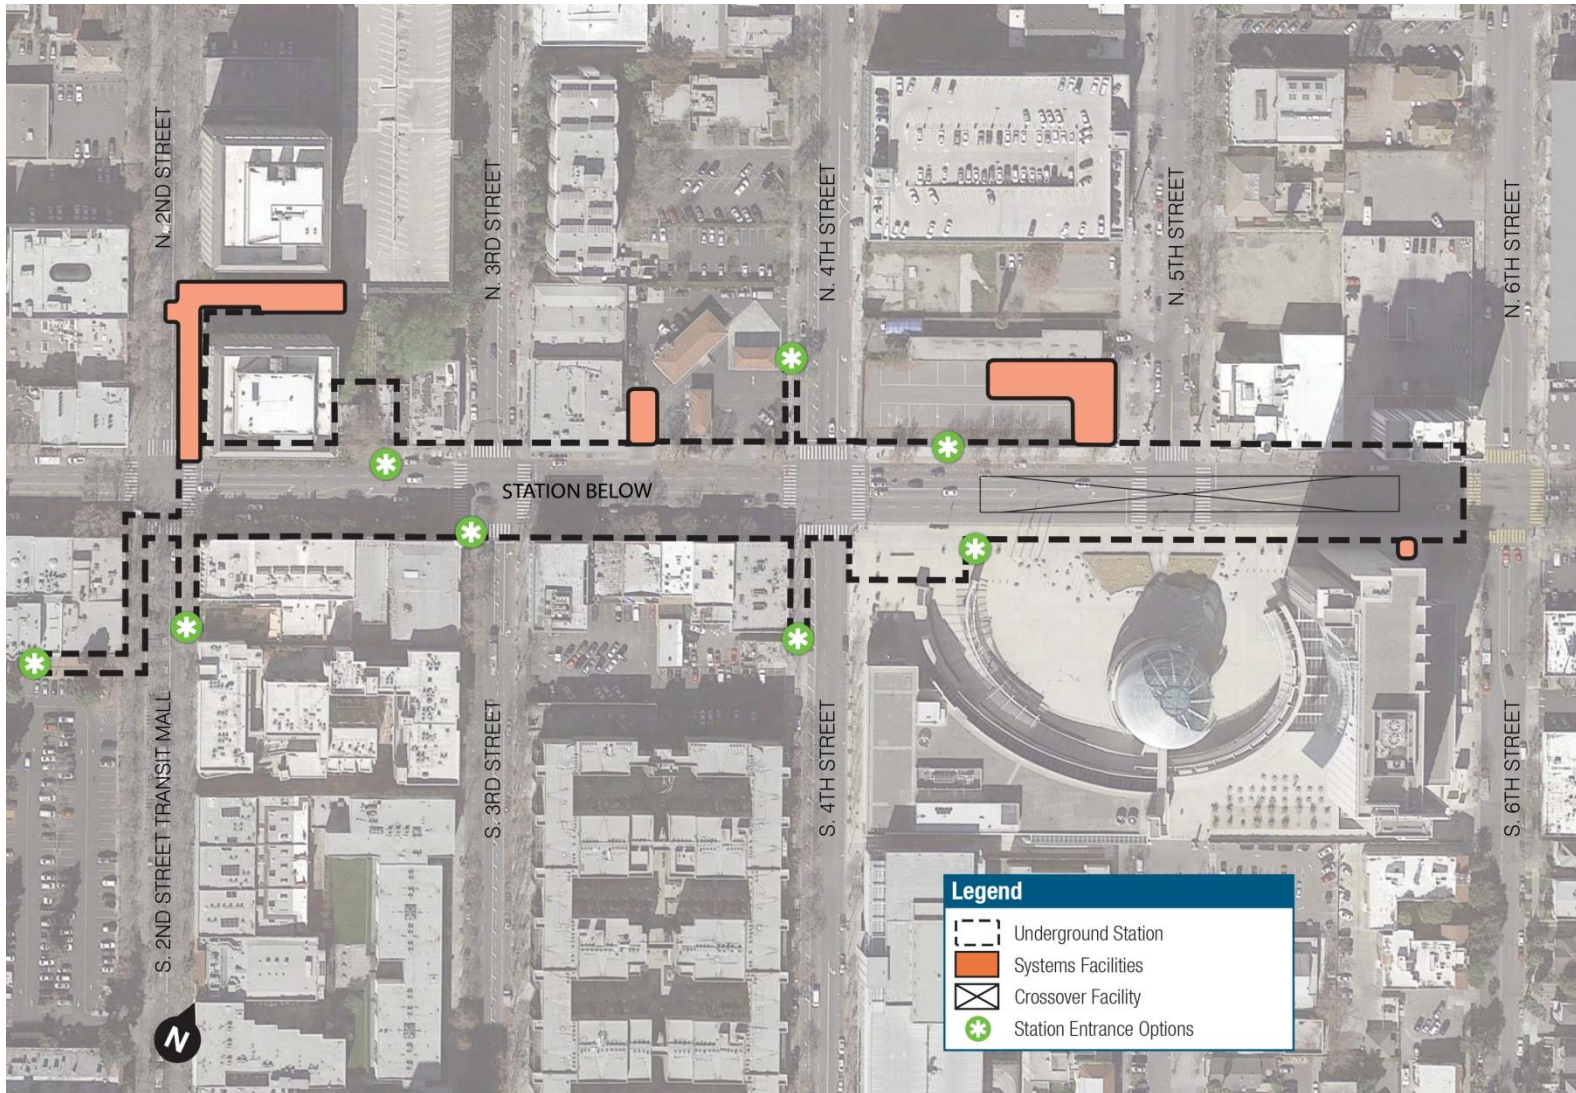 N. 2ND STREET
N. 3RD STREET
N. 4TH STREET
N. 5TH STREET
N. 6TH STREET
STATION BELOW
S. 2ND STREET TRANSIT MALL
S. 3RD STREET
S. 4TH STREET
S. 6TH STREET
N
Legend
Underground Station
Systems Facilities
Crossover Facility
Station Entrance Options